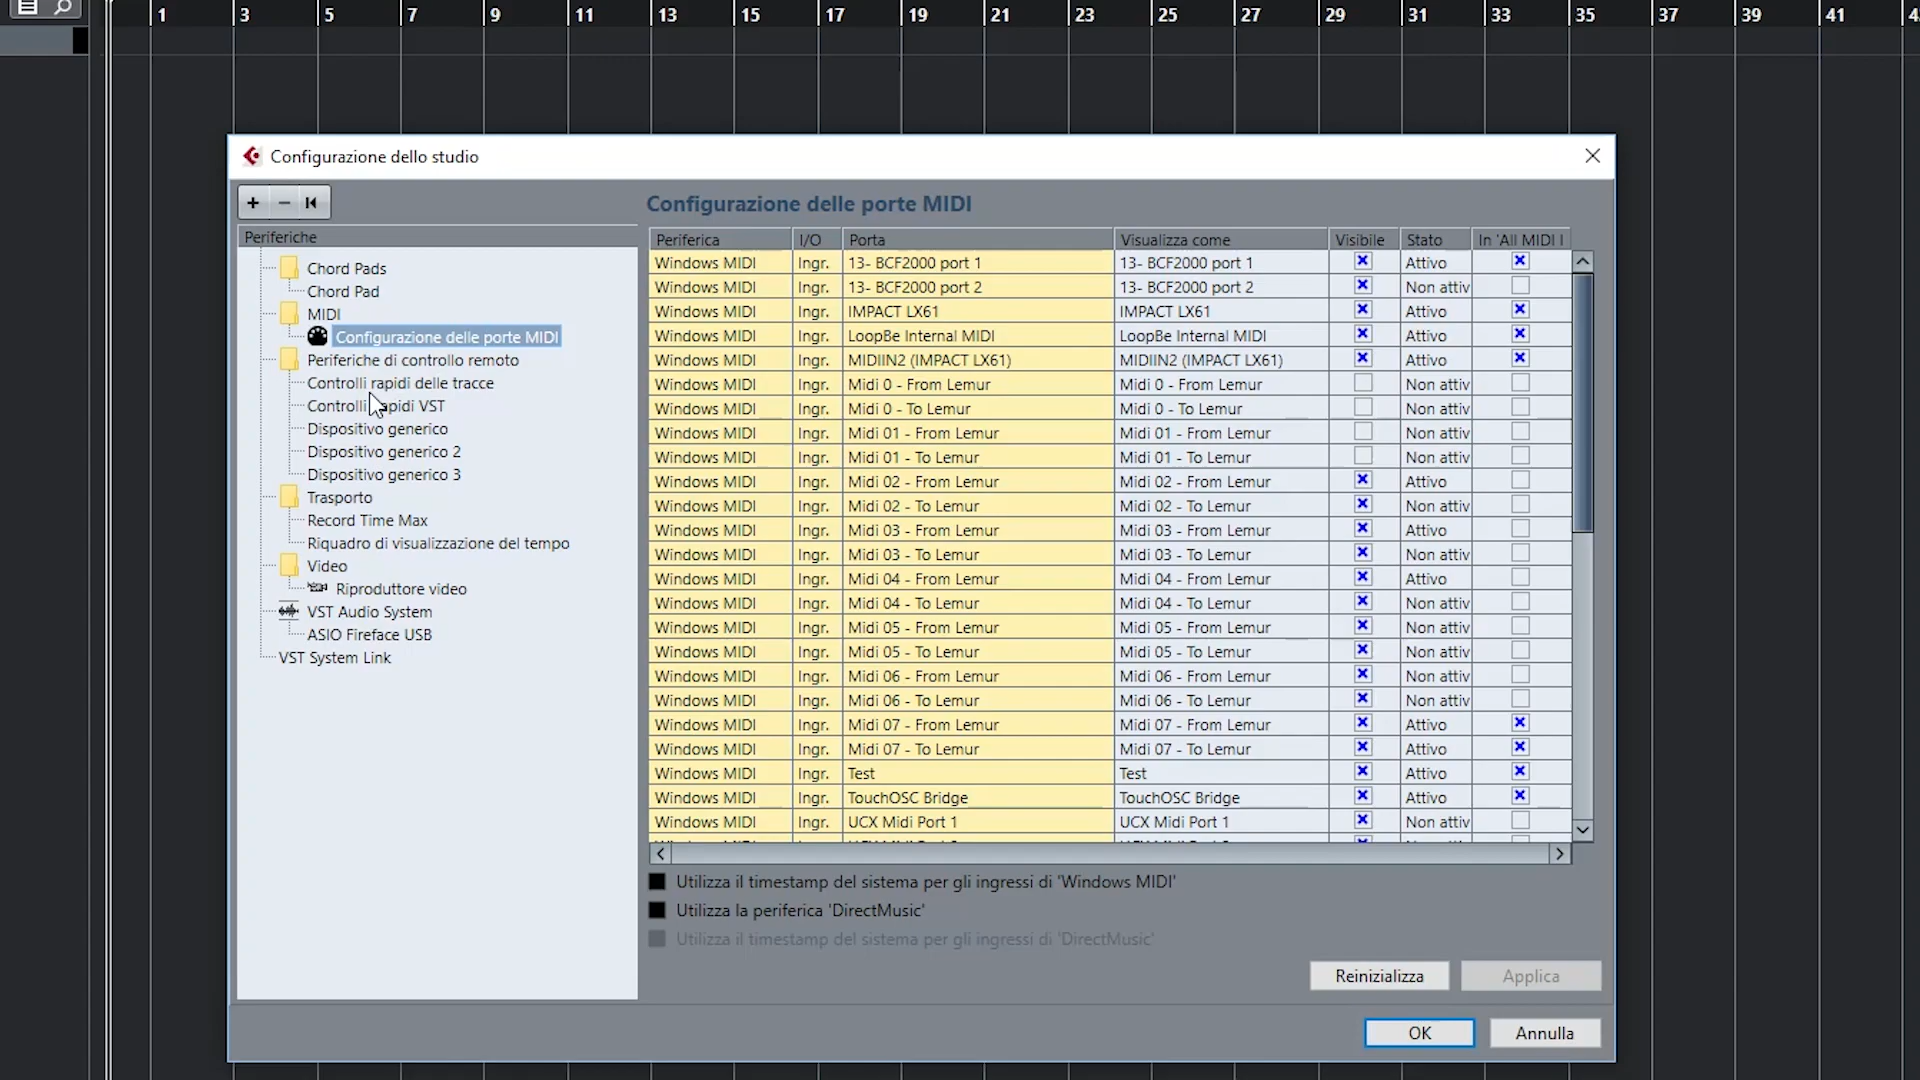 1 3 5 7 9 11 13 15 17 19 21 23 25 27 29 31 33 35 37 39 41
Configurazione dello studio
Configurazione delle porte MIDI
Periferiche
Chord Pads
Chord Pad
MIDI
Configurazione delle porte MIDI
Periferiche di controllo remoto
Controlli rapidi delle tracce
Controlli rapidi VST
Dispositivo generico
Dispositivo generico 2
Dispositivo generico 3
Trasporto
Record Time Max
Riquadro di visualizzazione del tempo
Video
Riproduttore video
VST Audio System
ASIO Fireface USB
VST System Link
Periferica I/O Porta Visualizza come Visibile Stato In 'All MIDI I
Windows MIDI Ingr. 13- BCF2000 port 1 13- BCF2000 port 1 Attivo
Windows MIDI Ingr. 13- BCF2000 port 2 13- BCF2000 port 2 Non attiv
Windows MIDI Ingr. IMPACT LX61 IMPACT LX61 Attivo
Windows MIDI Ingr. LoopBe Internal MIDI LoopBe Internal MIDI Attivo
Windows MIDI Ingr. MIDIIN2 (IMPACT LX61) MIDIIN2 (IMPACT LX61) Attivo
Windows MIDI Ingr. Midi 0 - From Lemur Midi 0 - From Lemur Non attiv
Windows MIDI Ingr. Midi 0 - To Lemur Midi 0 - To Lemur Non attiv
Windows MIDI Ingr. Midi 01 - From Lemur Midi 01 - From Lemur Non attiv
Windows MIDI Ingr. Midi 01 - To Lemur Midi 01 - To Lemur Non attiv
Windows MIDI Ingr. Midi 02 - From Lemur Midi 02 - From Lemur Attivo
Windows MIDI Ingr. Midi 02 - To Lemur Midi 02 - To Lemur Non attiv
Windows MIDI Ingr. Midi 03 - From Lemur Midi 03 - From Lemur Attivo
Windows MIDI Ingr. Midi 03 - To Lemur Midi 03 - To Lemur Non attiv
Windows MIDI Ingr. Midi 04 - From Lemur Midi 04 - From Lemur Attivo
Windows MIDI Ingr. Midi 04 - To Lemur Midi 04 - To Lemur Non attiv
Windows MIDI Ingr. Midi 05 - From Lemur Midi 05 - From Lemur Non attiv
Windows MIDI Ingr. Midi 05 - To Lemur Midi 05 - To Lemur Non attiv
Windows MIDI Ingr. Midi 06 - From Lemur Midi 06 - From Lemur Non attiv
Windows MIDI Ingr. Midi 06 - To Lemur Midi 06 - To Lemur Non attiv
Windows MIDI Ingr. Midi 07 - From Lemur Midi 07 - From Lemur Attivo
Windows MIDI Ingr. Midi 07 - To Lemur Midi 07 - To Lemur Attivo
Windows MIDI Ingr. Test Test Attivo
Windows MIDI Ingr. TouchOSC Bridge TouchOSC Bridge Attivo
Windows MIDI Ingr. UCX Midi Port 1 UCX Midi Port 1 Non attiv
Utilizza il timestamp del sistema per gli ingressi di 'Windows MIDI'
Utilizza la periferica 'DirectMusic'
Utilizza il timestamp del sistema per gli ingressi di 'DirectMusic'
Reinizializza Applica
OK Annulla